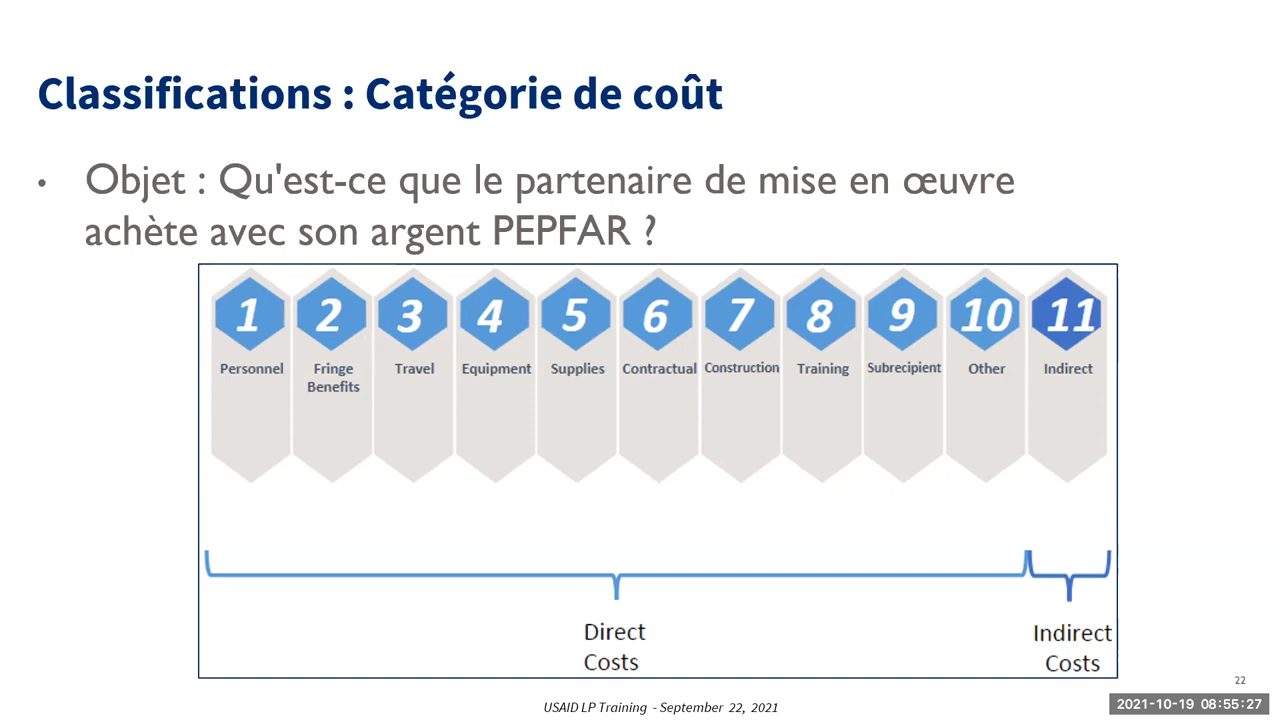 Classifications : Catégorie de coût
• Objet : Qu'est-ce que le partenaire de mise en œuvre
achète avec son argent PEPFAR ?
1 2 3 4 5 6 7 8 9 10 11
Personnel Fringe Travel Equipment Supplies Contractual Construction Training Subrecipient Other Indirect
Benefits
Direct
Costs
Indirect
Costs
22
USAID LP Training - September 22, 2021
2021-10-19 08:55:27